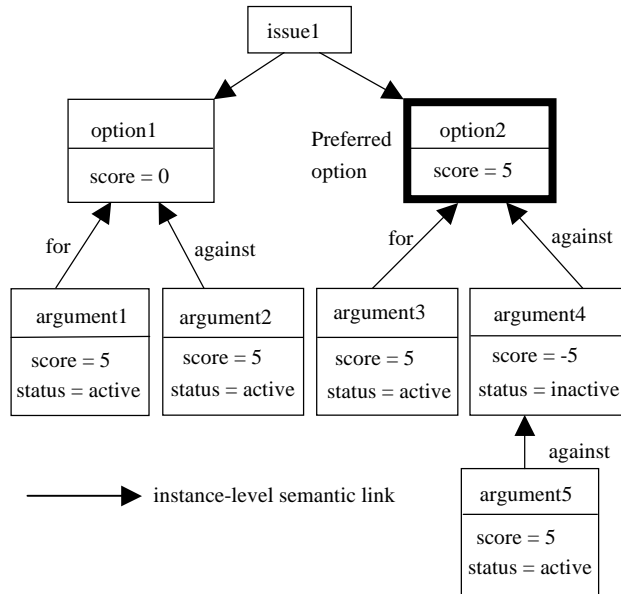 issue1
option1
score = 0
Preferred
option
option2
score = 5
for
against
for
against
argument1
score = 5
status = active
argument2
score = 5
status = active
argument3
score = 5
status = active
argument4
score = -5
status = inactive
against
instance-level semantic link
argument5
score = 5
status = active